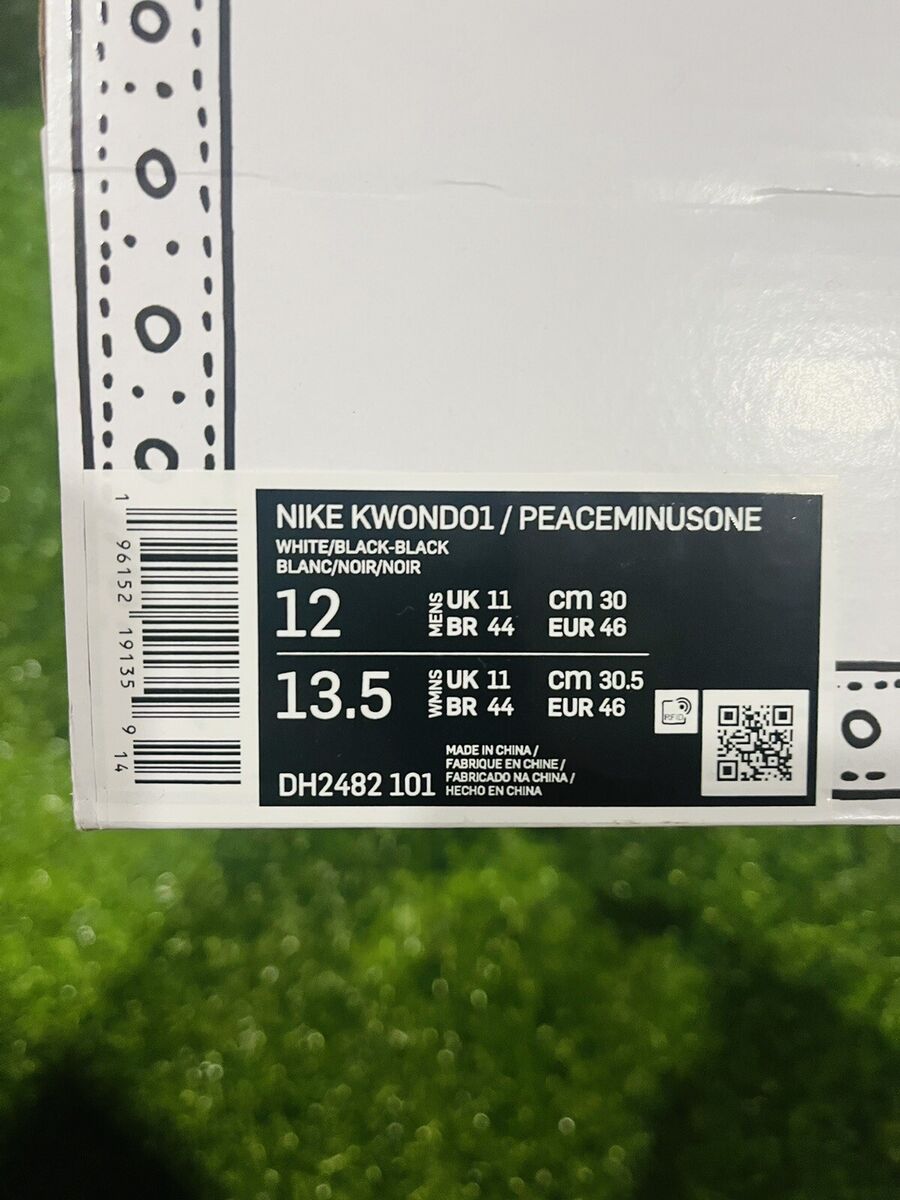 NIKE KWONDO1 / PEACEMINUSONE
WHITE/BLACK-BLACK
BLANC/NOIR/NOIR
12 MENS UK 11 cm 30
BR 44 EUR 46
13.5 WMNS UK 11 cm 30.5
BR 44 EUR 46
RFID
MADE IN CHINA /
FABRIQUE EN CHINE /
FABRICADO NA CHINA /
HECHO EN CHINA
DH2482 101
1 96152 19135 9 14